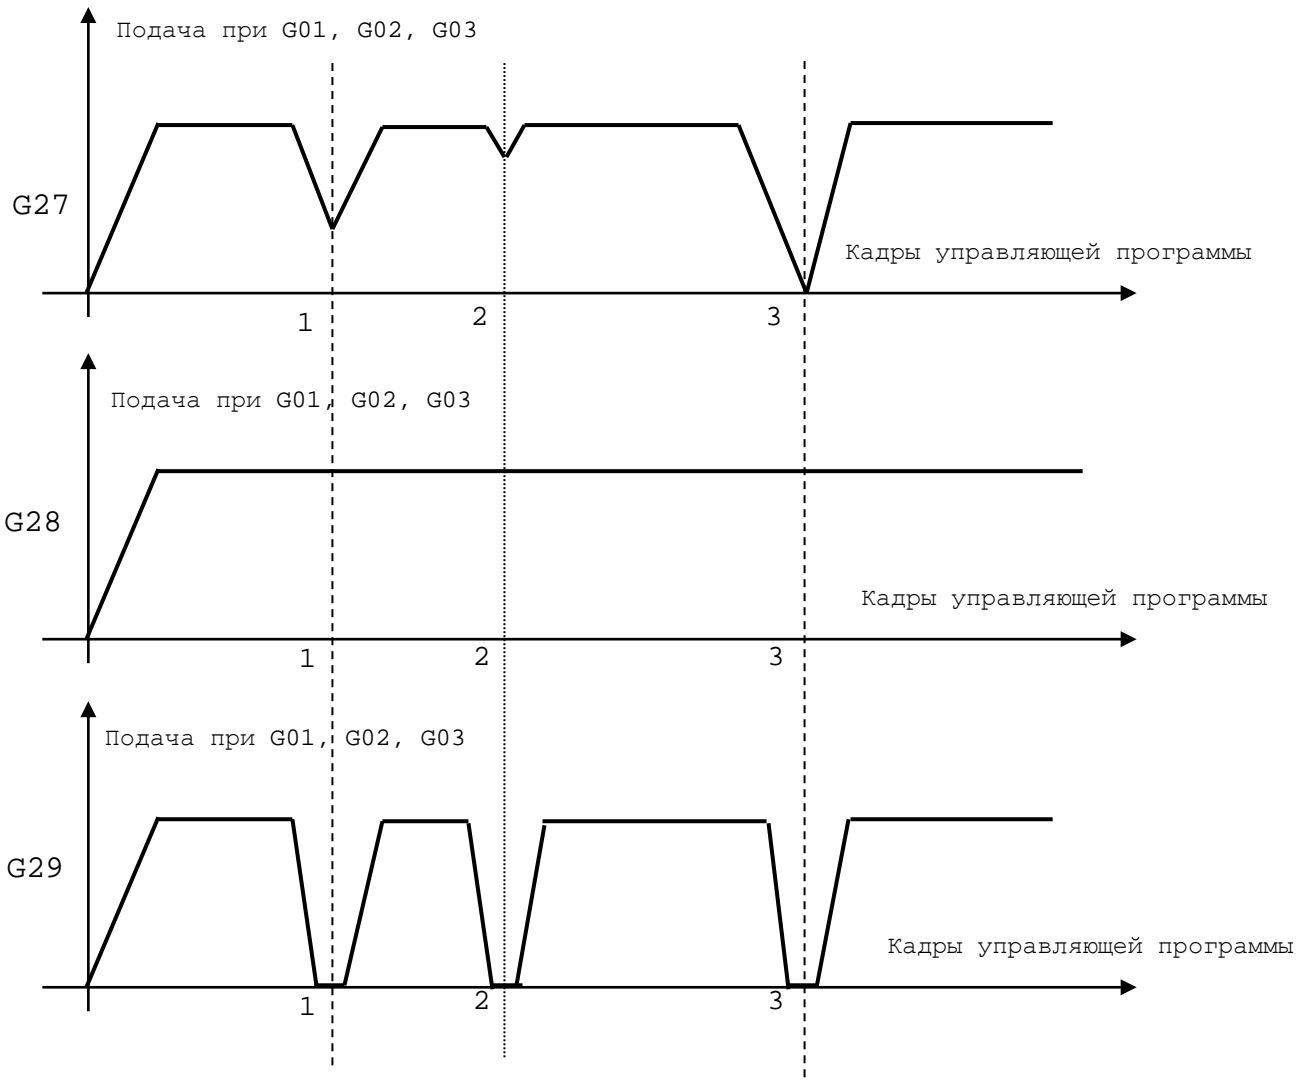 Подача при G01, G02, G03
G27
Кадры управляющей программы
1 2 3
Подача при G01, G02, G03
G28
Кадры управляющей программы
1 2 3
Подача при G01, G02, G03
G29
Кадры управляющей программы
1 2 3